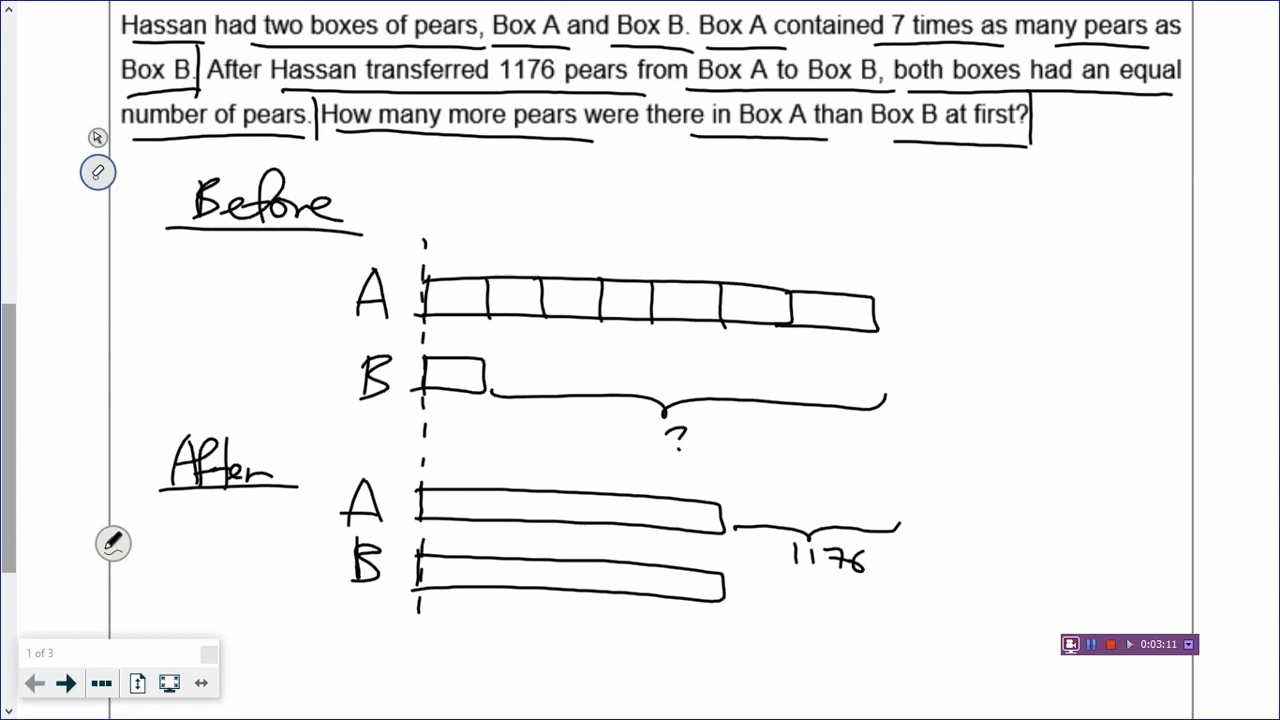 Hassan had two boxes of pears, Box A and Box B. Box A contained 7 times as many pears as
Box B. After Hassan transferred 1176 pears from Box A to Box B, both boxes had an equal
number of pears. How many more pears were there in Box A than Box B at first?
Before
A
B
?
After
A
1176
B
1 of 3
0:03:11